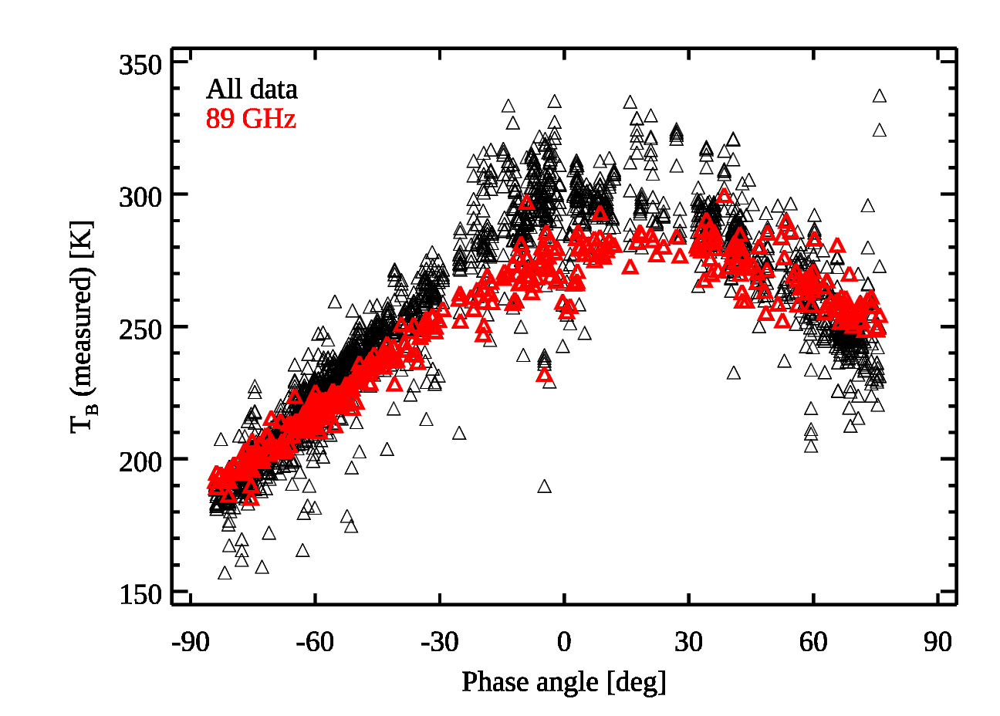 350
All data
89 GHz
300
T_B (measured) [K]
250
200
150
-90 -60 -30 0 30 60 90
Phase angle [deg]